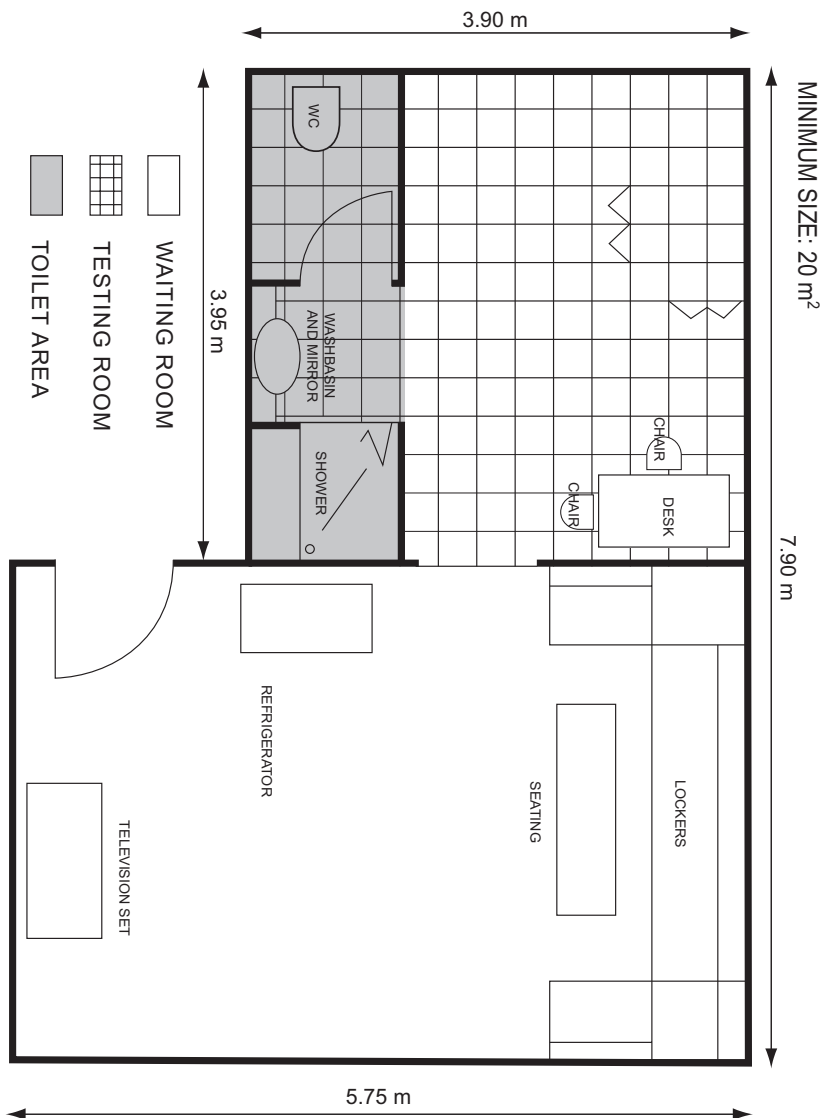 3.90 m
MINIMUM SIZE: 20 m²
WC
WASHBASIN
AND MIRROR
SHOWER
CHAIR
CHAIR
DESK
7.90 m
3.95 m
WAITING ROOM
TESTING ROOM
TOILET AREA
REFRIGERATOR
LOCKERS
SEATING
TELEVISION SET
5.75 m